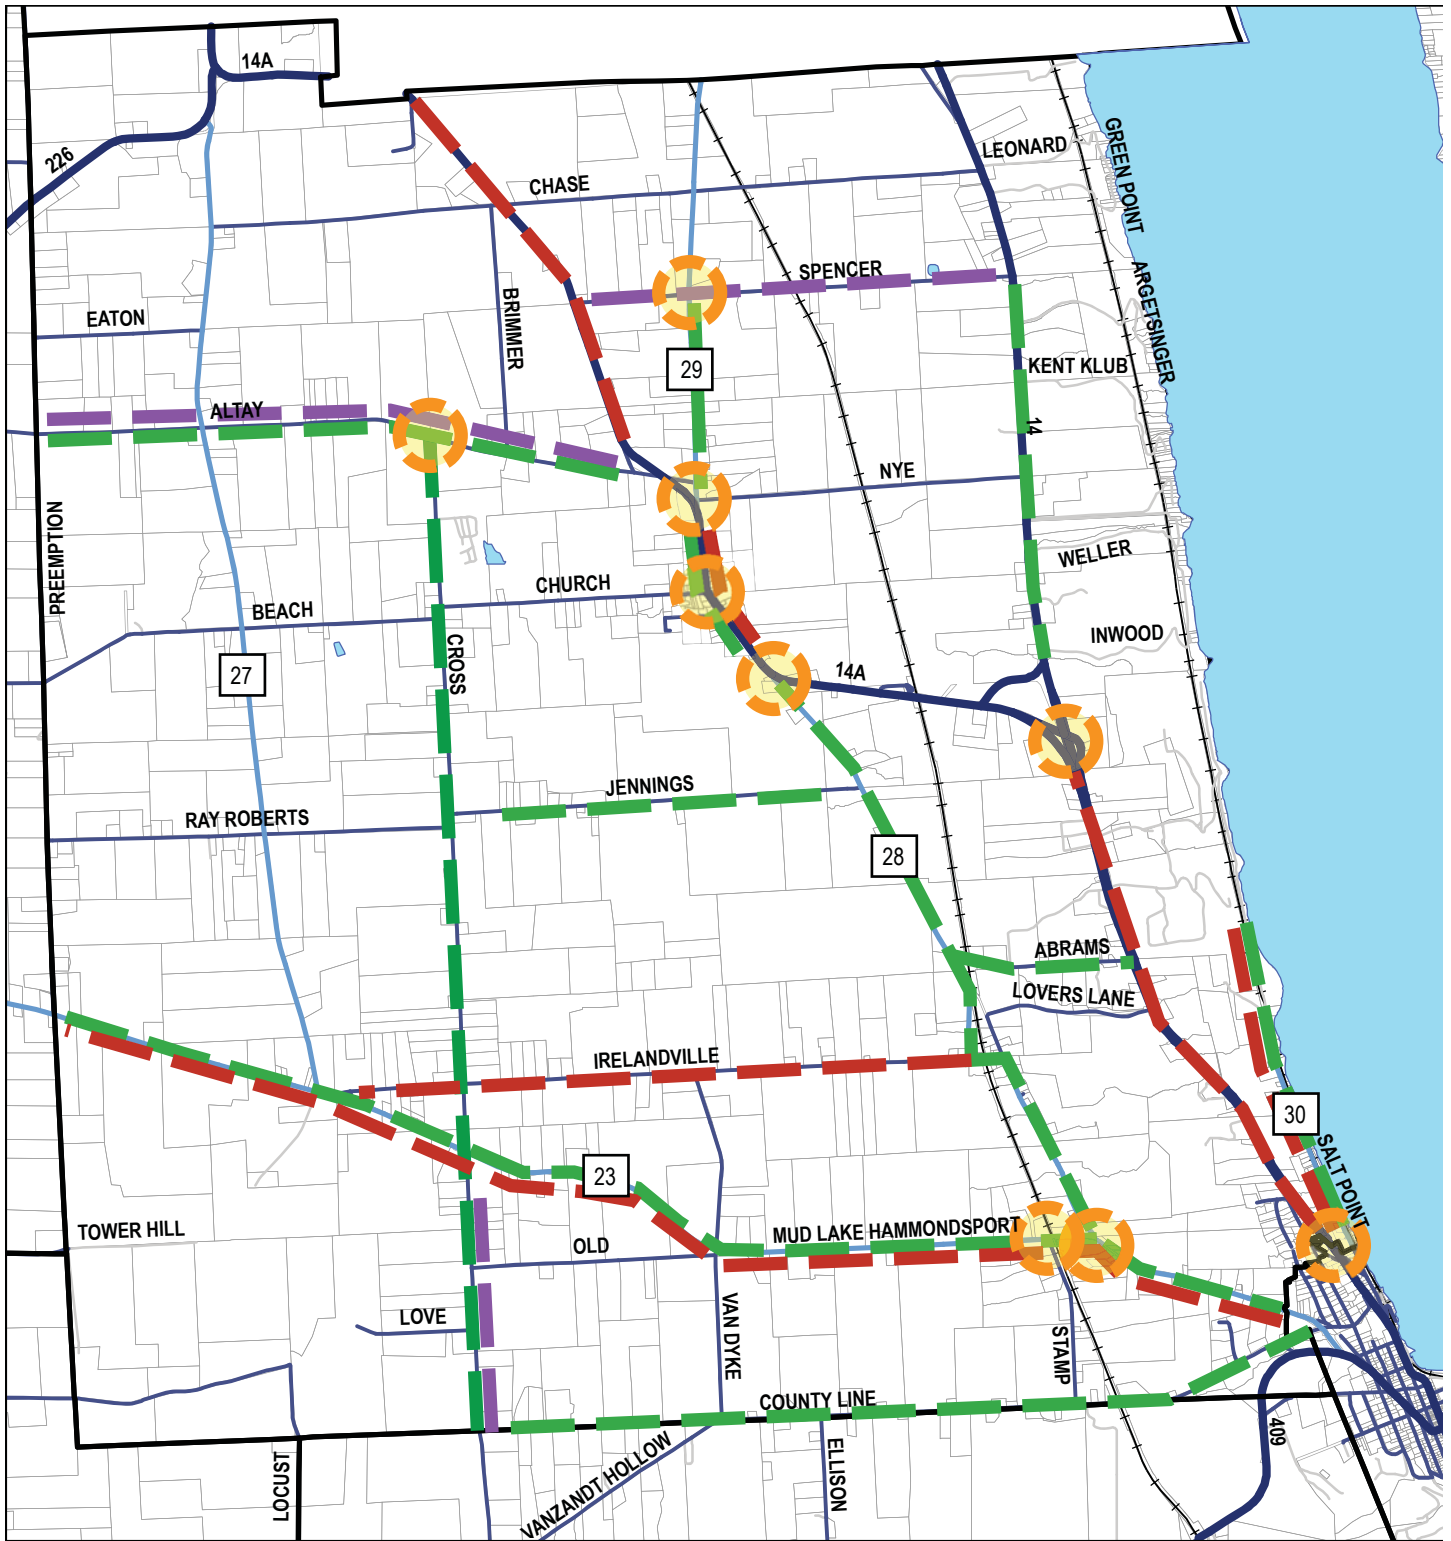 14A
226
LEONARD
GREEN POINT
CHASE
SPENCER
ARGETSINGER
EATON
BRIMMER
29
KENT KLUB
ALTAY
14
NYE
PREEMPTION
WELLER
CHURCH
BEACH
INWOOD
CROSS
27
14A
JENNINGS
RAY ROBERTS
28
ABRAMS
LOVERS LANE
IRELANDVILLE
30
SALT POINT
23
TOWER HILL
MUD LAKE HAMMONDSPORT
OLD
LOVE
VAN DYKE
STAMP
COUNTY LINE
409
LOCUST
VANZANDT HOLLOW
ELLISON